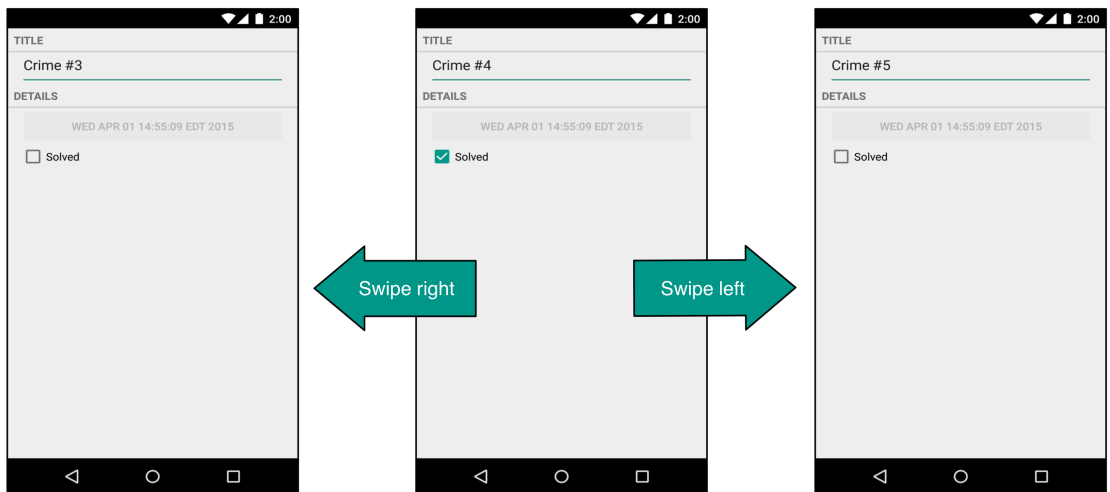 2:00
TITLE
Crime #3
DETAILS
WED APR 01 14:55:09 EDT 2015
Solved
2:00
TITLE
Crime #4
DETAILS
WED APR 01 14:55:09 EDT 2015
Solved
2:00
TITLE
Crime #5
DETAILS
WED APR 01 14:55:09 EDT 2015
Solved
Swipe right
Swipe left